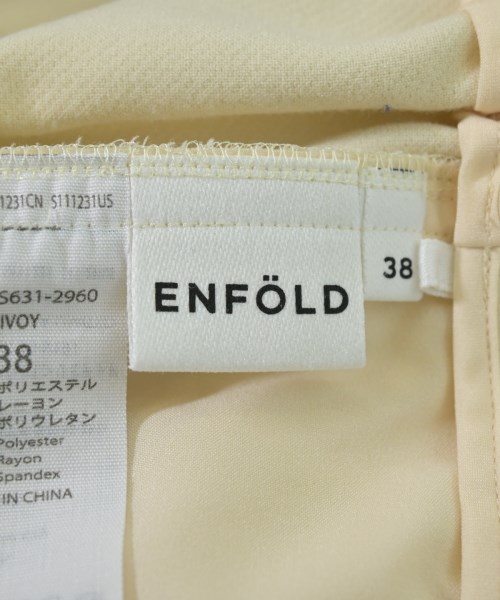 1231CN S111231US
S631-2960
IVOY
38
ポリエステル
レーヨン
ポリウレタン
Polyester
Rayon
Spandex
IN CHINA
ENFÖLD
38